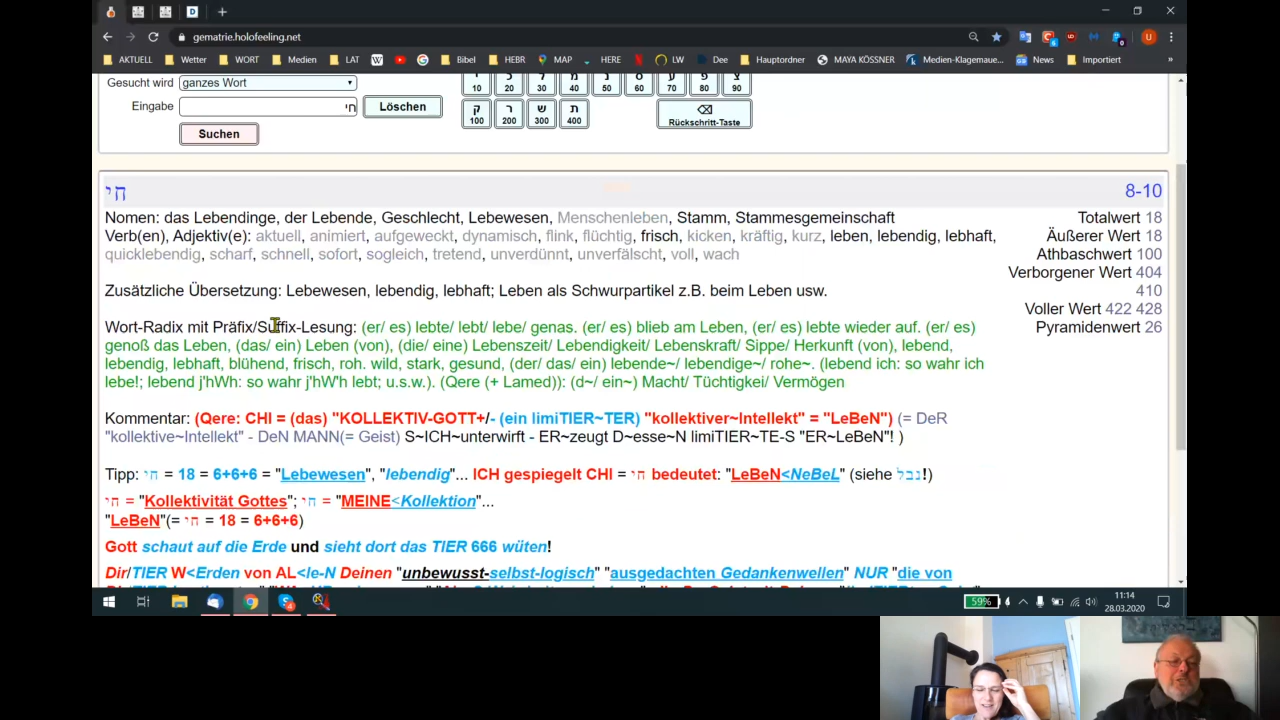 gematrie.holofeeling.net
AKTUELL Wetter WORT Medien LAT Bibel HEBR MAP HERE LW Dee Hauptordner MAYA KÖSSNER Medien-Klagemaue... News Importiert »
Gesucht wird ganzes Wort
10 20 30 40 50 60 70 80 90
Eingabe חי Löschen
ק ר ש ת
100 200 300 400 Rückschritt-Taste
Suchen
חי 8-10
Nomen: das Lebendinge, der Lebende, Geschlecht, Lebewesen, Menschenleben, Stamm, Stammesgemeinschaft Totalwert 18
Verb(en), Adjektiv(e): aktuell, animiert, aufgeweckt, dynamisch, flink, flüchtig, frisch, kicken, kräftig, kurz, leben, lebendig, lebhaft, Äußerer Wert 18
quicklebendig, scharf, schnell, sofort, sogleich, tretend, unverdünnt, unverfälscht, voll, wach Athbaschwert 100
Verborgener Wert 404
410
Zusätzliche Übersetzung: Lebewesen, lebendig, lebhaft; Leben als Schwurpartikel z.B. beim Leben usw.
Voller Wert 422 428
Wort-Radix mit Präfix/Suffix-Lesung: (er/ es) lebte/ lebt/ lebe/ genas. (er/ es) blieb am Leben, (er/ es) lebte wieder auf. (er/ es) Pyramidenwert 26
genoß das Leben, (das/ ein) Leben (von), (die/ eine) Lebenszeit/ Lebendigkeit/ Lebenskraft/ Sippe/ Herkunft (von), lebend,
lebendig, lebhaft, blühend, frisch, roh. wild, stark, gesund, (der/ das/ ein) lebende~/ lebendige~/ rohe~. (lebend ich: so wahr ich
lebe!; lebend j'hWh: so wahr j'hW'h lebt; u.s.w.). (Qere (+ Lamed)): (d~/ ein~) Macht/ Tüchtigkei/ Vermögen
Kommentar: (Qere: CHI = (das) "KOLLEKTIV-GOTT+/- (ein limiTIER~TER) "kollektiver~Intellekt" = "LeBeN") (= DeR
"kollektive~Intellekt" - DeN MANN(= Geist) S~ICH~unterwirft - ER~zeugt D~esse~N limiTIER~TE-S "ER~LeBeN"! )
Tipp: חי = 18 = 6+6+6 = "Lebewesen", "lebendig"... ICH gespiegelt CHI = חי bedeutet: "LeBeN<NeBeL" (siehe נבל!)
חי = "Kollektivität Gottes"; חי = "MEINE<Kollektion"...
"LeBeN"(= חי = 18 = 6+6+6)
Gott schaut auf die Erde und sieht dort das TIER 666 wüten!
Dir/TIER W<Erden von AL<le-N Deinen "unbewusst-selbst-logisch" "ausgedachten Gedankenwellen" NUR "die von
59% 11:14
28.03.2020